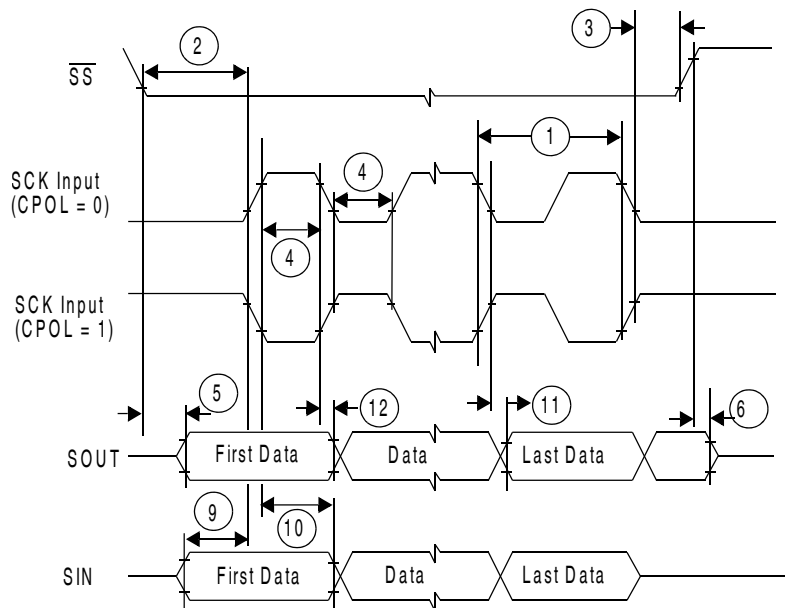 2
3
SS
1
SCK Input
(CPOL = 0)
4
4
SCK Input
(CPOL = 1)
5
12
11
6
SOUT
First Data
Data
Last Data
9
10
SIN
First Data
Data
Last Data